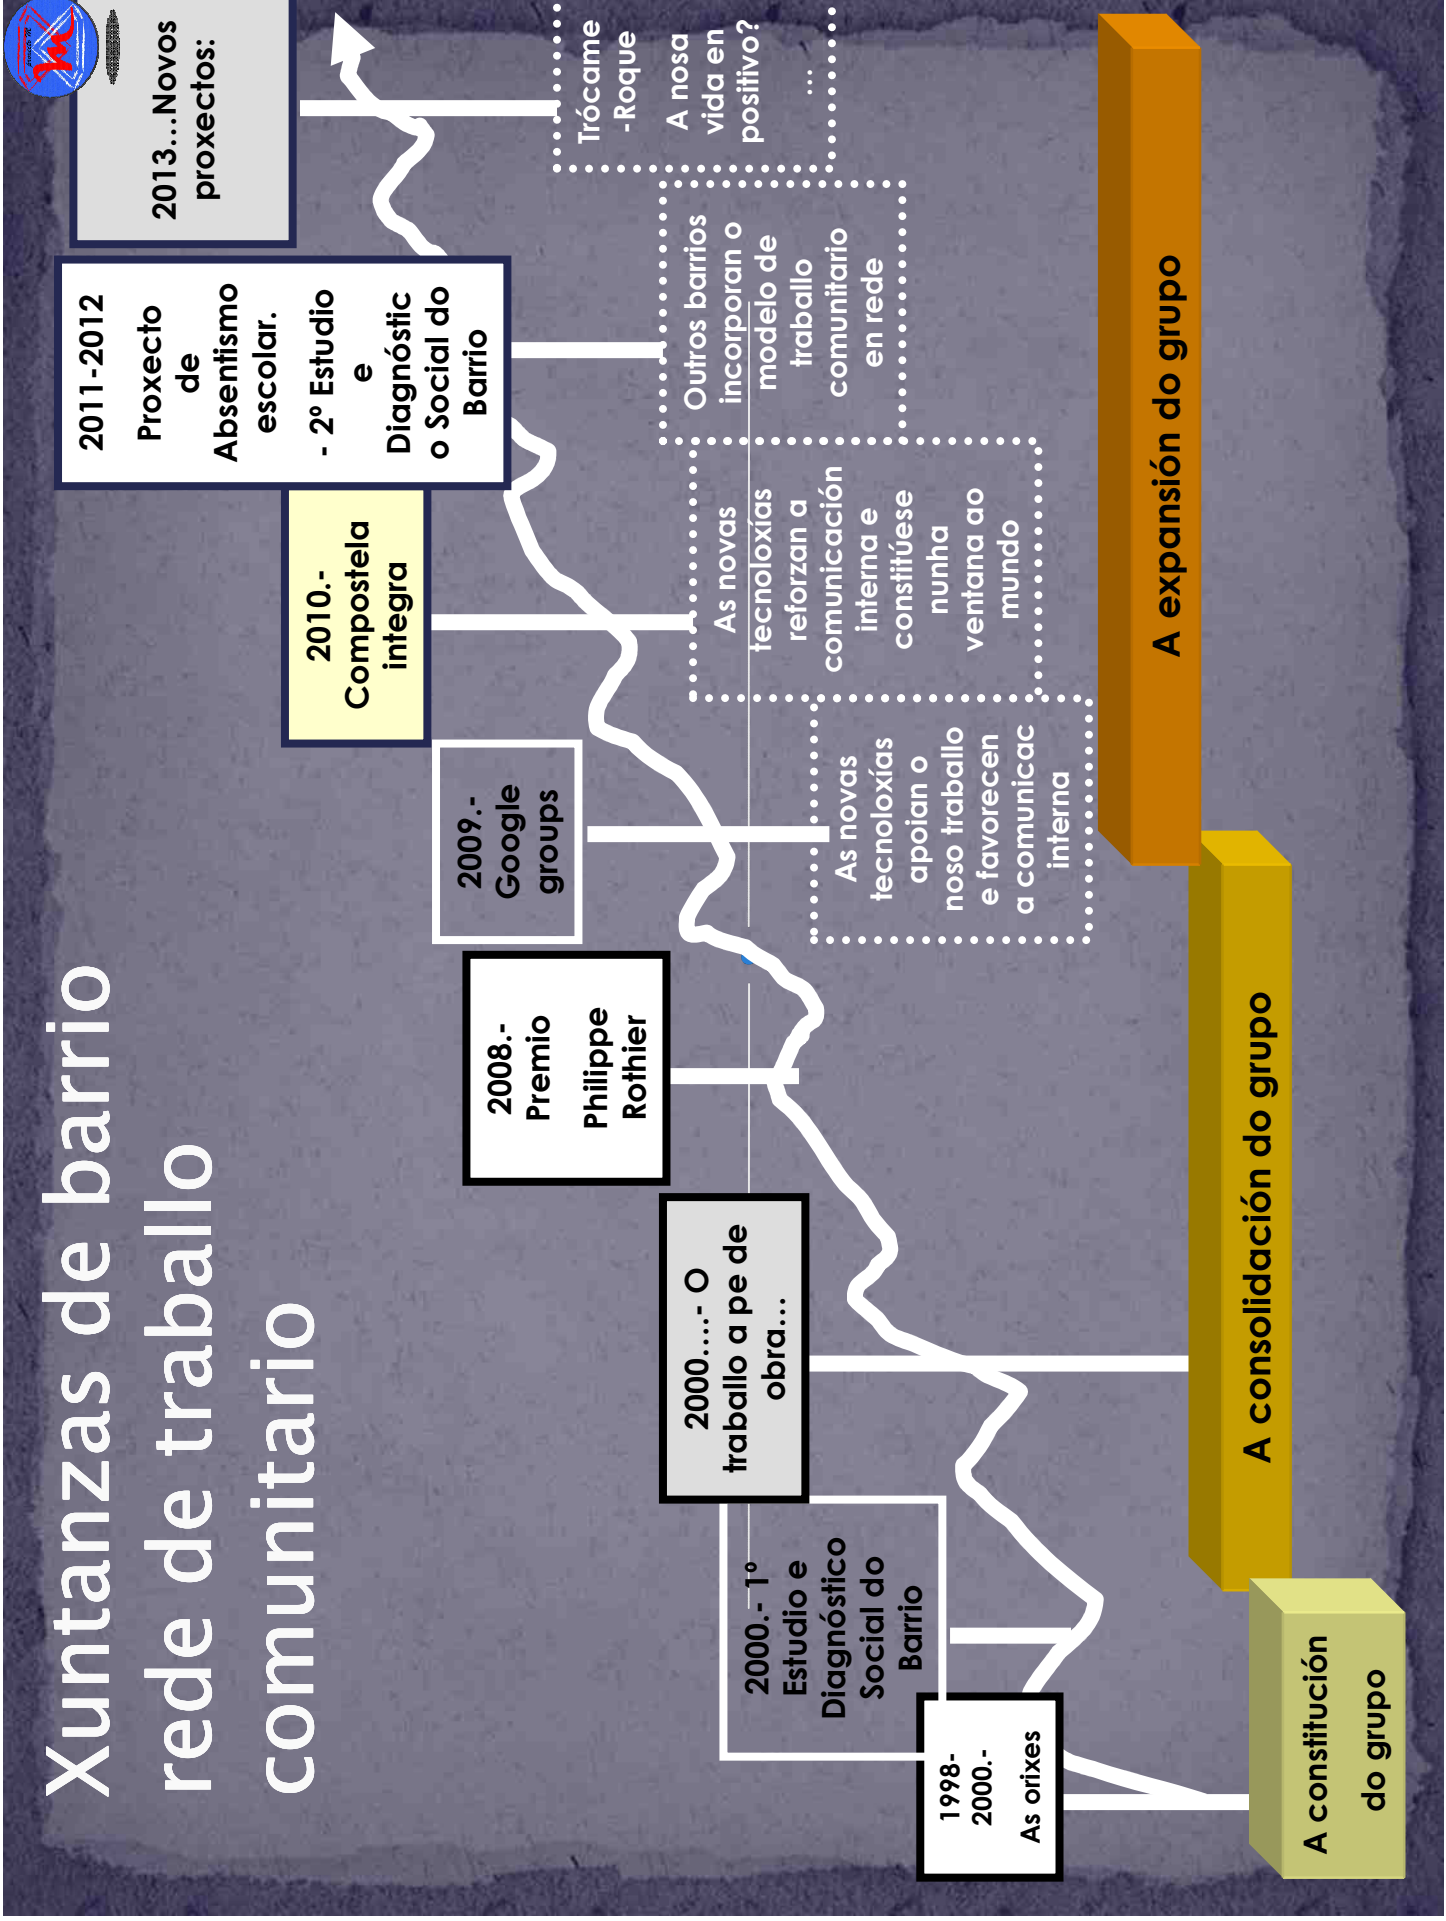 Xuntanzas de barrio
rede de traballo
comunitario
1998-
2000.-
As orixes
2000.- 1º
Estudio e
Diagnóstico
Social do
Barrio
2000….- O
traballo a pe de
obra…
2008.-
Premio
Philippe
Rothier
2009.-
Google
groups
2010.-
Compostela
integra
2011-2012
Proxecto
de
Absentismo
escolar.
- 2º Estudio
e
Diagnóstic
o Social do
Barrio
2013…Novos
proxectos:
As novas
tecnoloxías
apoian o
noso traballo
e favorecen
a comunicac
interna
As novas
tecnoloxías
reforzan a
comunicación
interna e
constitúese
nunha
ventana ao
mundo
Outros barrios
incorporan o
modelo de
traballo
comunitario
en rede
Trócame
-Roque
A nosa
vida en
positivo?
…
A constitución
do grupo
A consolidación do grupo
A expansión do grupo